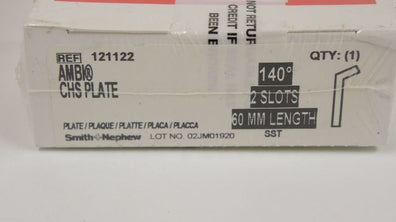 NOT RETUR
CREDIT IF
BEEN
REF 121122
AMBI®
CHS PLATE
140°
QTY: (1)
2 SLOTS
60 MM LENGTH
SST
PLATE / PLAQUE / PLATTE / PLACA / PLACCA
Smith+Nephew LOT NO. 02JM01920